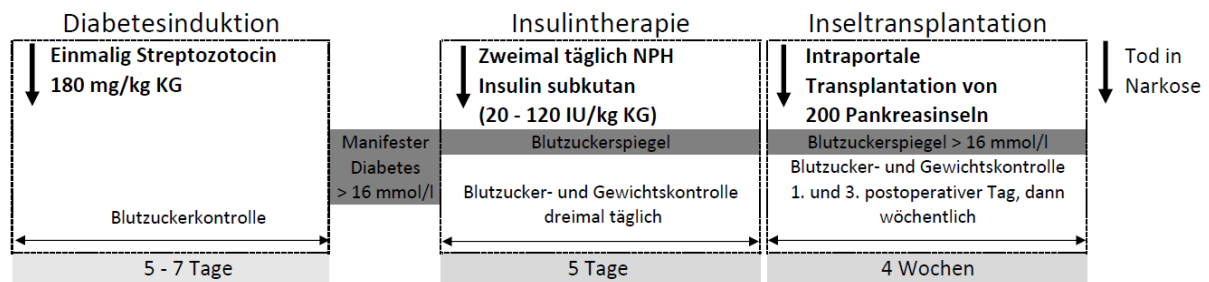 Diabetesinduktion
Einmalig Streptozotocin
180 mg/kg KG
Blutzuckerkontrolle
5 - 7 Tage
Manifester
Diabetes
> 16 mmol/l
Insulintherapie
Zweimal täglich NPH
Insulin subkutan
(20 - 120 IU/kg KG)
Blutzuckerspiegel
Blutzucker- und Gewichtskontrolle
dreimal täglich
5 Tage
Inseltransplantation
Intraportale
Transplantation von
200 Pankreasinseln
Blutzuckerspiegel > 16 mmol/l
Blutzucker- und Gewichtskontrolle
1. und 3. postoperativer Tag, dann
wöchentlich
4 Wochen
Tod in
Narkose